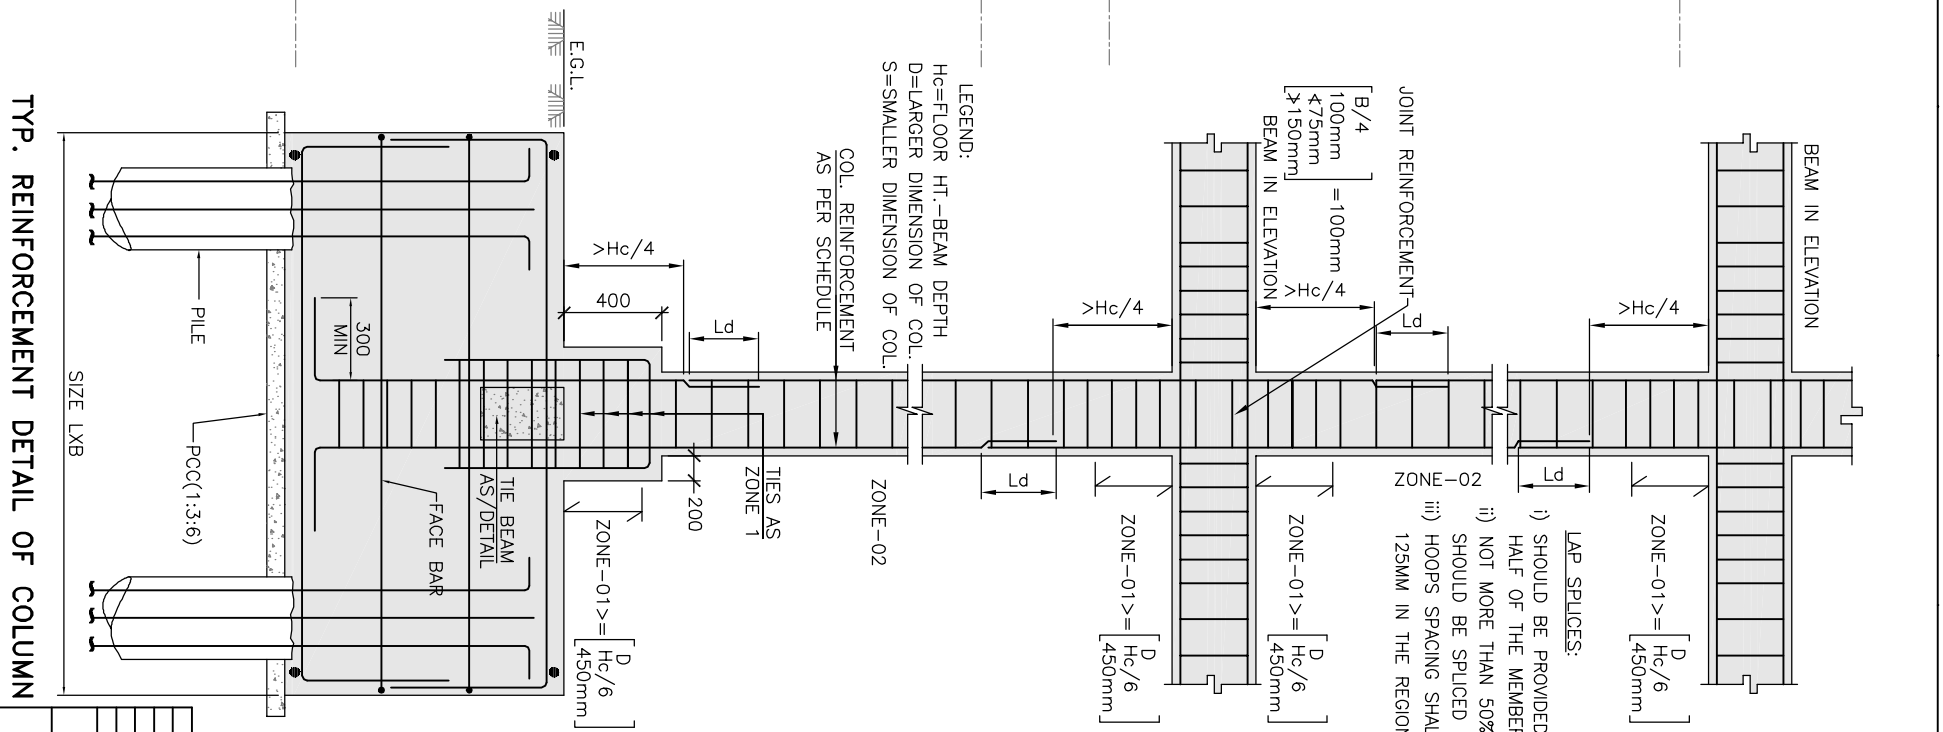 BEAM IN ELEVATION
>Hc/4
ZONE-01>=
D
Hc/6
450mm
LAP SPLICES:
i) SHOULD BE PROVIDED
HALF OF THE MEMBER
ii) NOT MORE THAN 50%
SHOULD BE SPLICED
iii) HOOPS SPACING SHAL
125MM IN THE REGION
Ld
ZONE-02
Ld
JOINT REINFORCEMENT
B/4
100mm
≮75mm
≯150mm
=100mm
>Hc/4
BEAM IN ELEVATION
ZONE-01>=
D
Hc/6
450mm
>Hc/4
ZONE-01>=
D
Hc/6
450mm
Ld
LEGEND:
Hc=FLOOR HT.-BEAM DEPTH
D=LARGER DIMENSION OF COL.
S=SMALLER DIMENSION OF COL.
COL. REINFORCEMENT
AS PER SCHEDULE
ZONE-02
Ld
TIES AS
ZONE 1
200
>Hc/4
400
ZONE-01>=
D
Hc/6
450mm
E.G.L.
TIE BEAM
AS/DETAIL
FACE BAR
300
MIN
PILE
PCC(1:3:6)
SIZE LXB
TYP. REINFORCEMENT DETAIL OF COLUMN